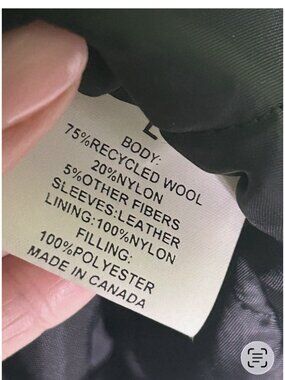 L
BODY:
75%RECYCLED WOOL
20%NYLON
5%OTHER FIBERS
SLEEVES:LEATHER
LINING:100%NYLON
FILLING:
100%POLYESTER
MADE IN CANADA